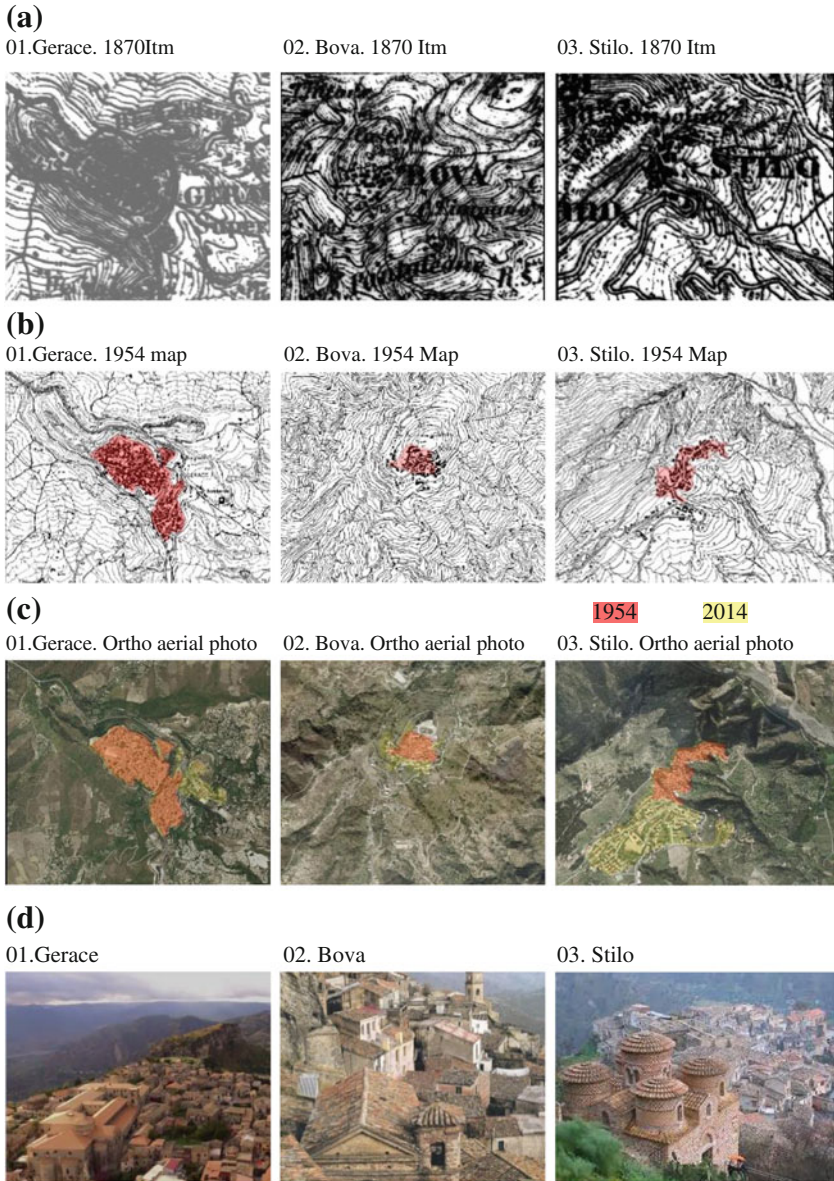 (a)
01.Gerace. 1870Itm 02. Bova. 1870 Itm 03. Stilo. 1870 Itm
BOVA STILO
R.S.
(b)
01.Gerace. 1954 map 02. Bova. 1954 Map 03. Stilo. 1954 Map
GERACE
(c) 1954 2014
01.Gerace. Ortho aerial photo 02. Bova. Ortho aerial photo 03. Stilo. Ortho aerial photo
(d)
01.Gerace 02. Bova 03. Stilo